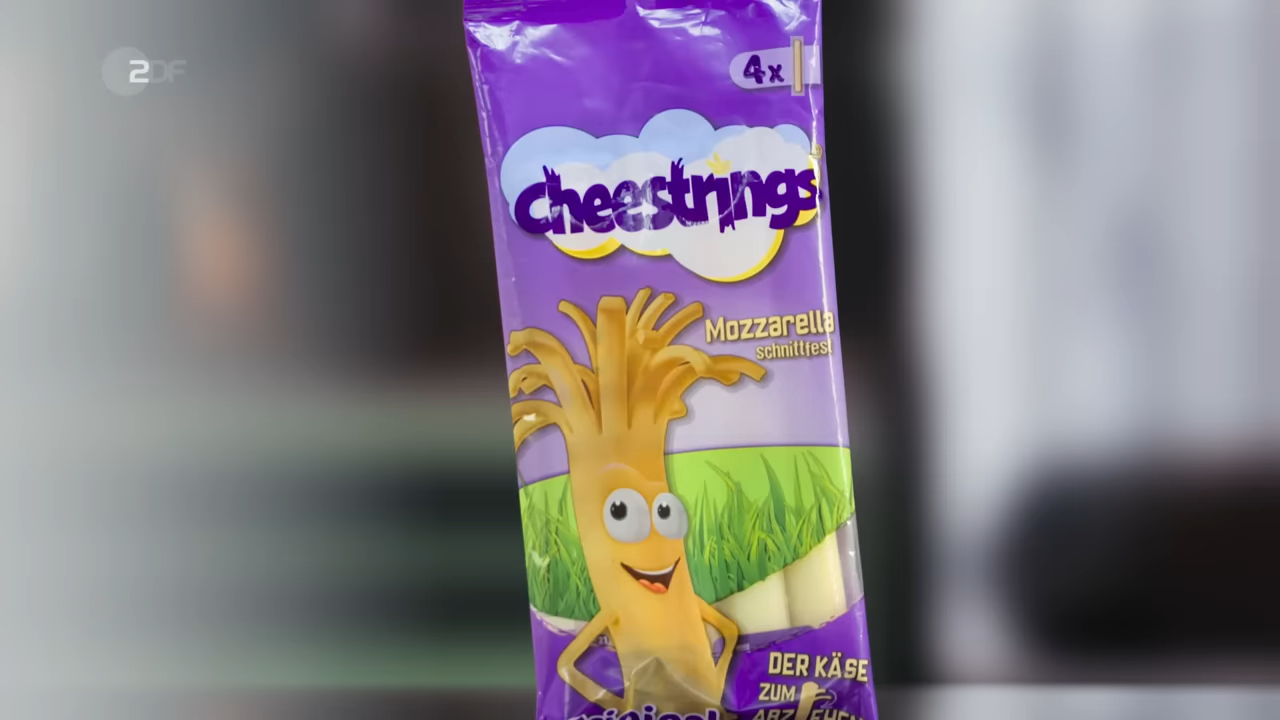 ZDF
4x
Cheestrings
Mozzarella
schnittfest
DER KÄSE
ZUM